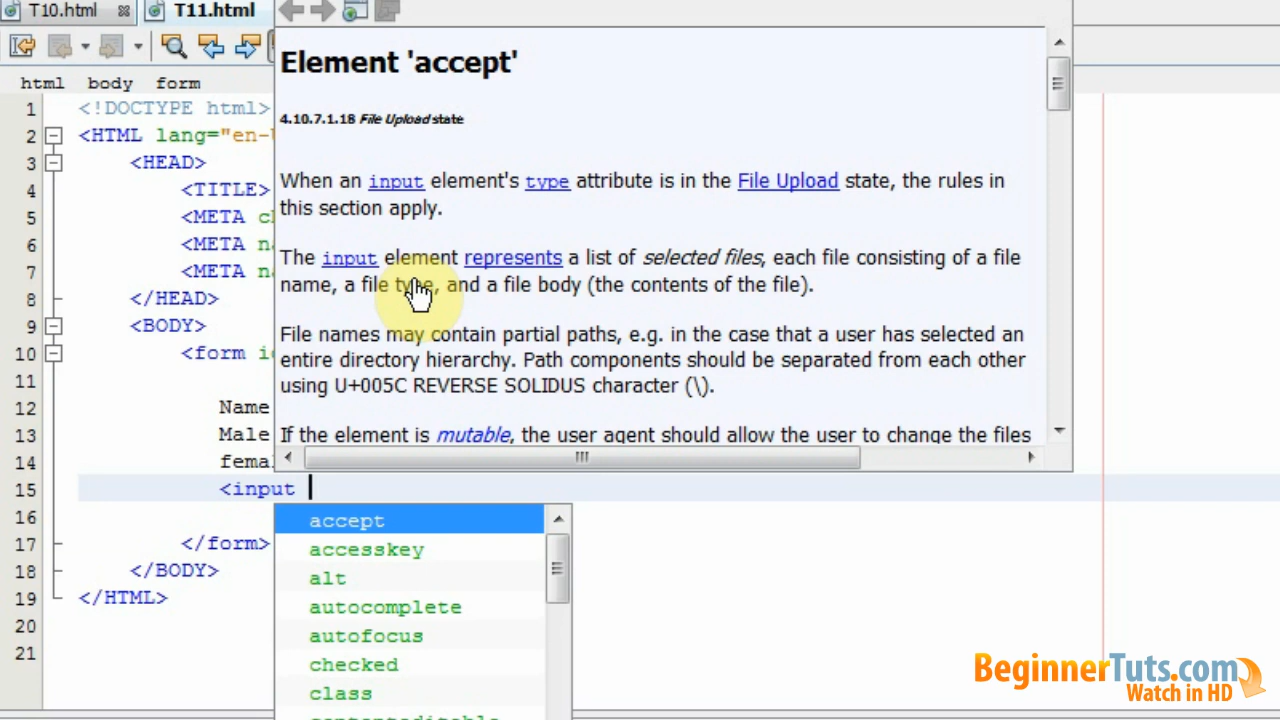 T10.html
T11.html
html body form
Element 'accept'
4.10.7.1.18 File Upload state
When an input element's type attribute is in the File Upload state, the rules in
this section apply.
The input element represents a list of selected files, each file consisting of a file
name, a file type, and a file body (the contents of the file).
File names may contain partial paths, e.g. in the case that a user has selected an
entire directory hierarchy. Path components should be separated from each other
using U+005C REVERSE SOLIDUS character (\).
If the element is mutable, the user agent should allow the user to change the files
1 <!DOCTYPE html>
2 <HTML lang="en-
3 <HEAD>
4 <TITLE>
5 <META c
6 <META na
7 <META na
8 </HEAD>
9 <BODY>
10 <form i
11
12 Name
13 Male
14 fema
15 <input
16
17 </form>
18 </BODY>
19 </HTML>
20
21
accept
accesskey
alt
autocomplete
autofocus
checked
class
BeginnerTuts.com
Watch in HD